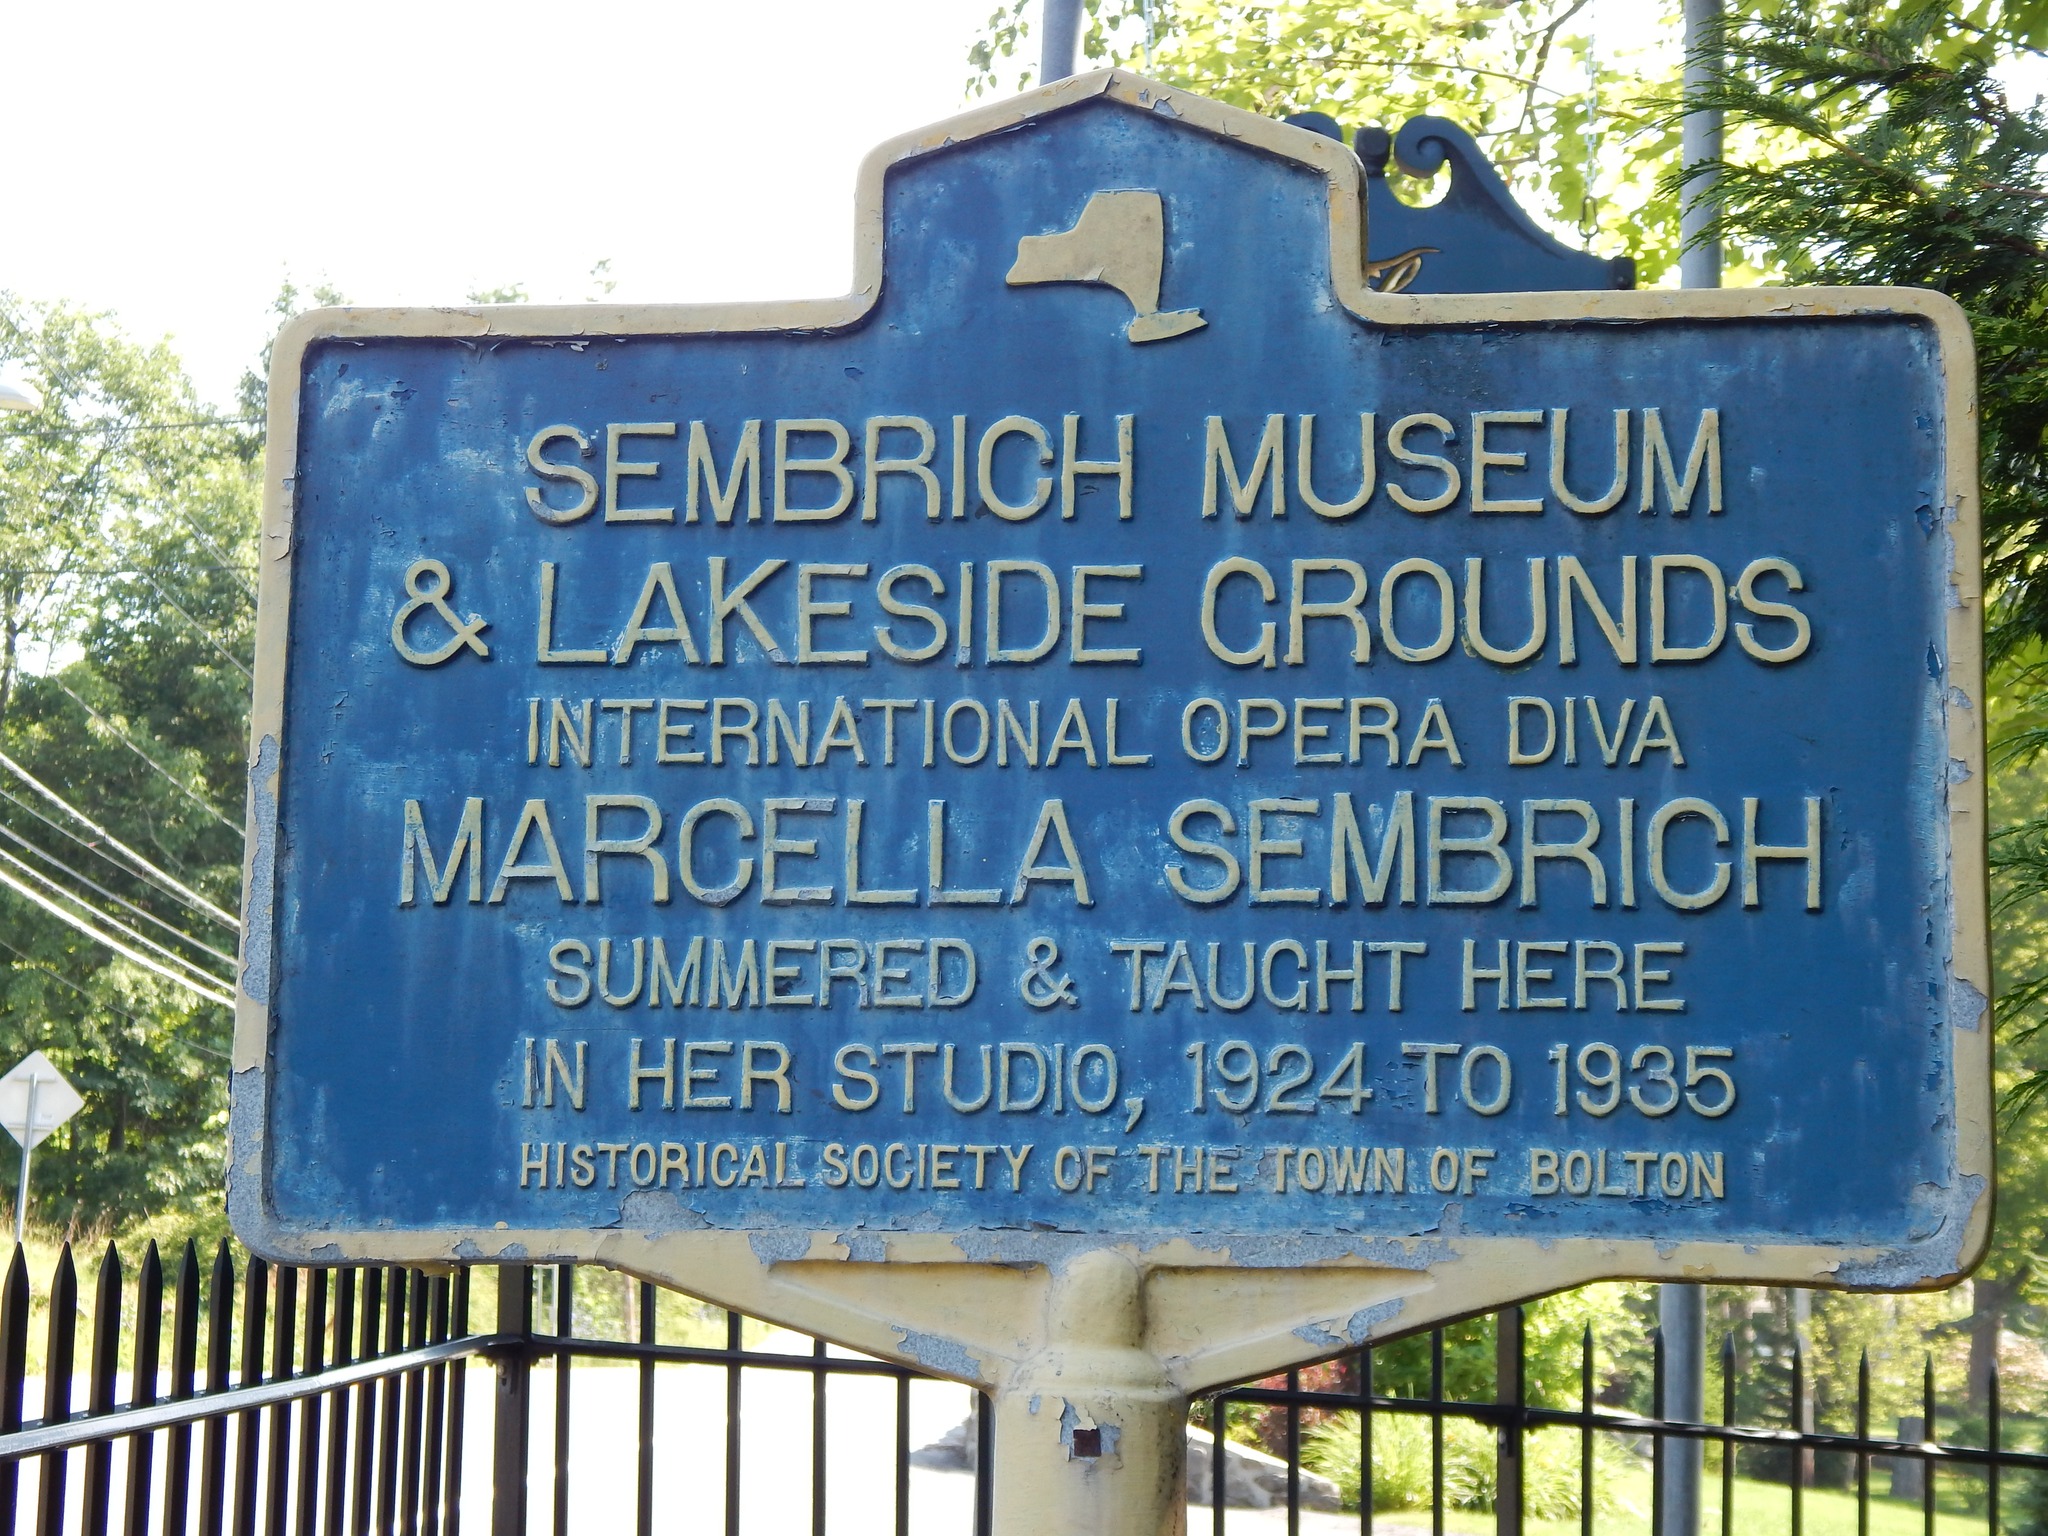 SEMBRICH MUSEUM
& LAKESIDE GROUNDS
INTERNATIONAL OPERA DIVA
MARCELLA SEMBRICH
SUMMERED & TAUGHT HERE
IN HER STUDIO, 1924 TO 1935
HISTORICAL SOCIETY OF THE TOWN OF BOLTON